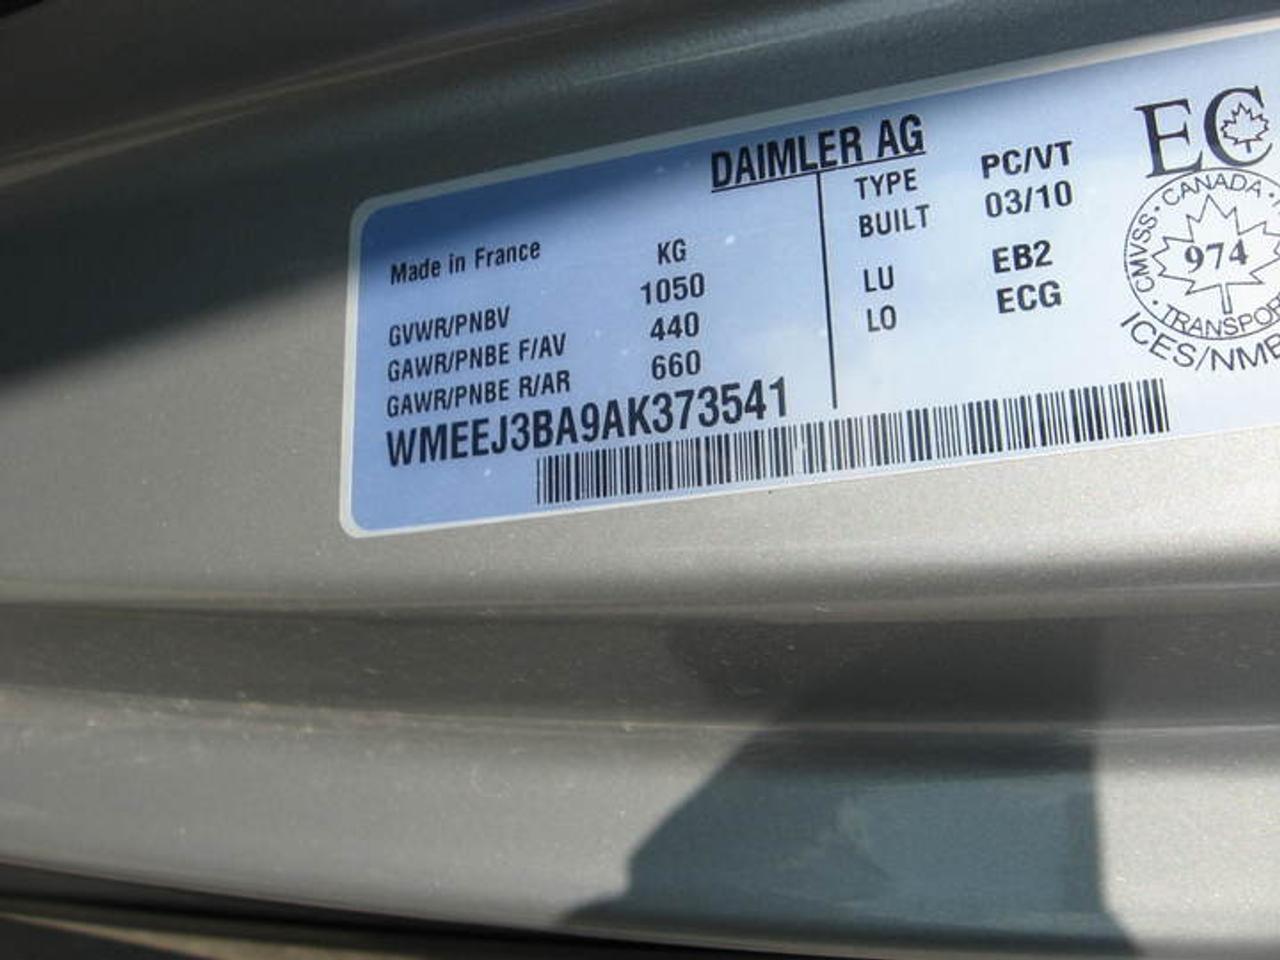 DAIMLER AG
Made in France
KG
GVWR/PNBV 1050
GAWR/PNBE F/AV 440
GAWR/PNBE R/AR 660
WMEEJ3BA9AK373541
TYPE PC/VT
BUILT 03/10
LU EB2
LO ECG
EC
CMVSS · CANADA ·
974
TRANSPOR
ICES/NMB